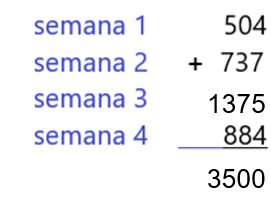 semana 1 504
semana 2 + 737
semana 3 1375
semana 4 884
3500